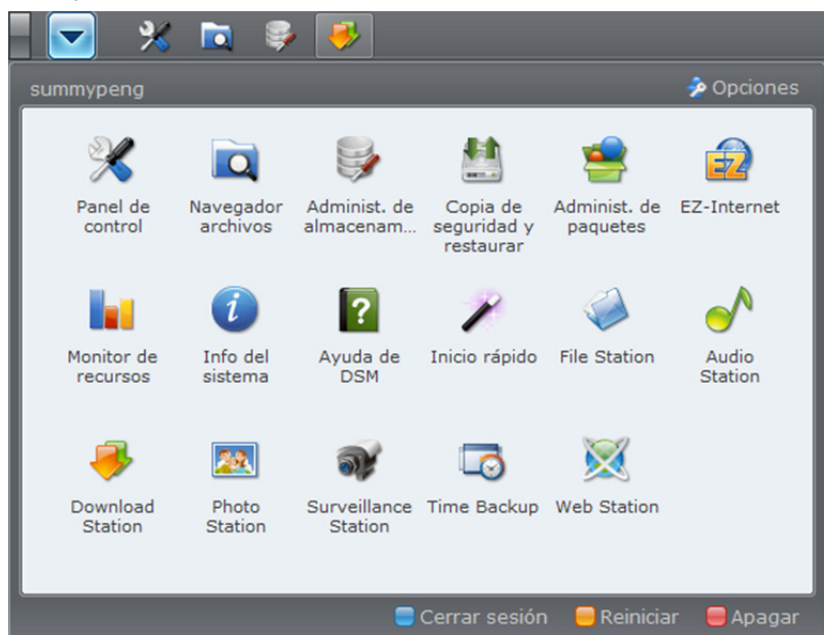 summypeng
Opciones
Panel de
control
Navegador
archivos
Administ. de
almacenam...
Copia de
seguridad y
restaurar
Administ. de
paquetes
EZ
EZ-Internet
Monitor de
recursos
i
Info del
sistema
?
Ayuda de
DSM
Inicio rápido
File Station
Audio
Station
Download
Station
Photo
Station
Surveillance
Station
Time Backup
Web Station
Cerrar sesión
Reiniciar
Apagar